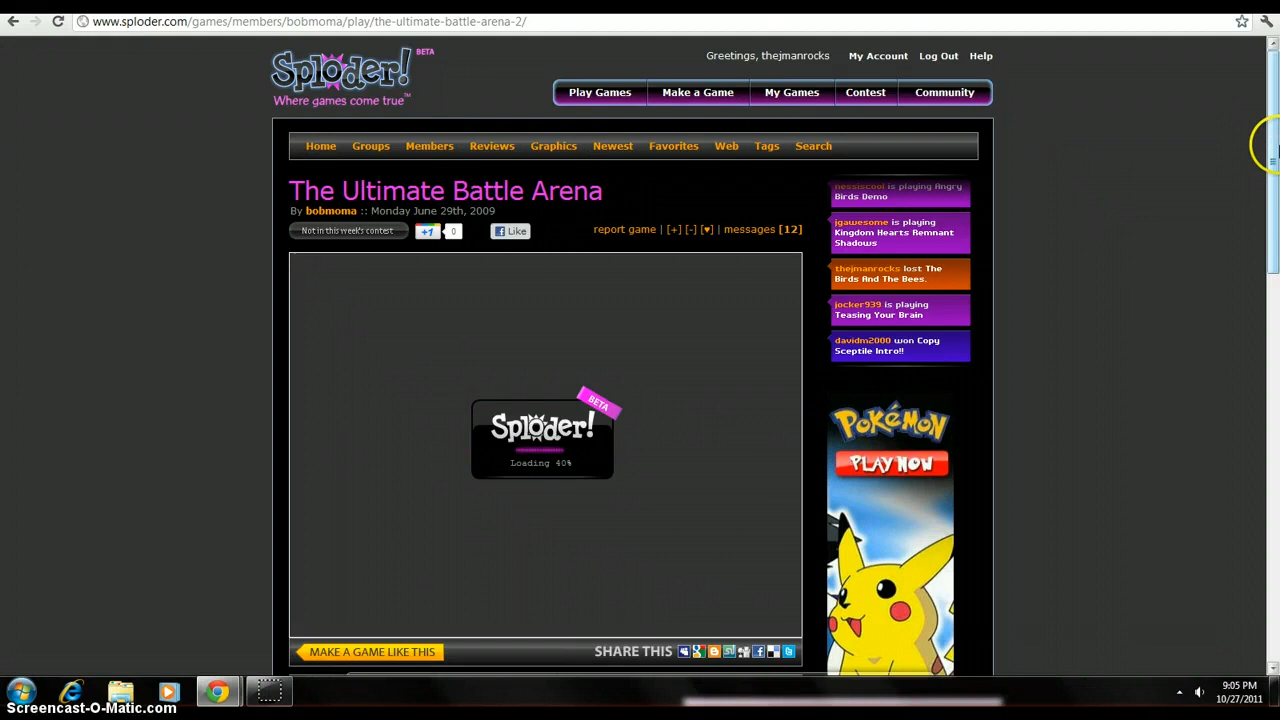 www.sploder.com/games/members/bobmoma/play/the-ultimate-battle-arena-2/
Sploder! BETA
Where games come true™
Greetings, thejmanrocks My Account Log Out Help
Play Games Make a Game My Games Contest Community
Home Groups Members Reviews Graphics Newest Favorites Web Tags Search
The Ultimate Battle Arena
By bobmoma :: Monday June 29th, 2009
Not in this week's contest +1 0 Like
report game | [+] [-] [♥] | messages [12]
nessiscool is playing Angry
Birds Demo
jgawesome is playing
Kingdom Hearts Remnant
Shadows
thejmanrocks lost The
Birds And The Bees.
jocker939 is playing
Teasing Your Brain
davidm2000 won Copy
Sceptile Intro!!
BETA
Sploder!
Loading 40%
POKéMON
PLAY NOW
MAKE A GAME LIKE THIS
SHARE THIS
9:05 PM
10/27/2011
Screencast-O-Matic.com